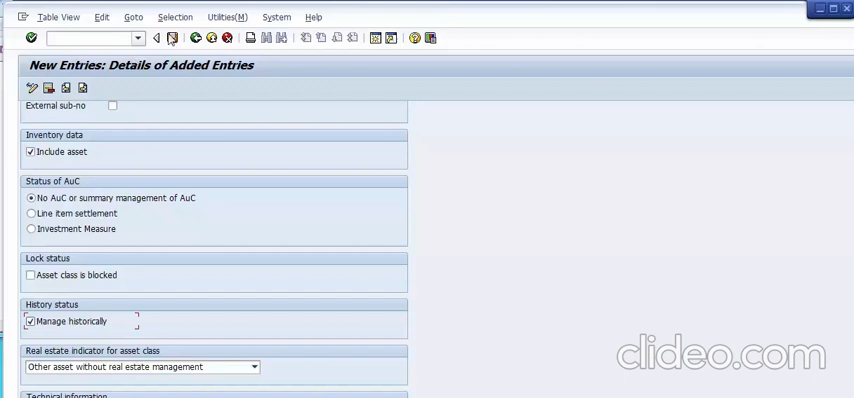 Table View Edit Goto Selection Utilities(M) System Help
New Entries: Details of Added Entries
External sub-no
Inventory data
Include asset
Status of AuC
No AuC or summary management of AuC
Line item settlement
Investment Measure
Lock status
Asset class is blocked
History status
Manage historically
Real estate indicator for asset class
Other asset without real estate management
Technical information
clideo.com